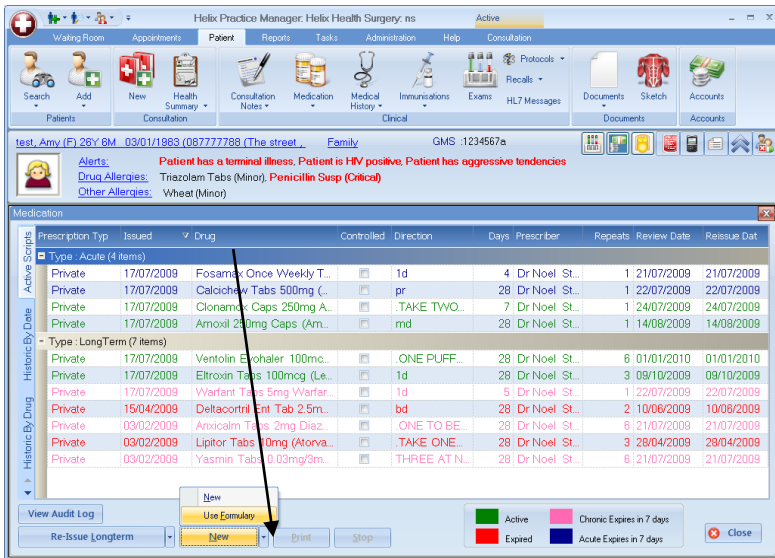 Helix Practice Manager: Helix Health Surgery: ns Active
Waiting Room Appointments Patient Reports Tasks Administration Help Consultation
Search Add New Health Summary Consultation Notes Medication Medical History Immunisations Exams Protocols Recalls HL7 Messages Documents Sketch Accounts
Patients Consultation Clinical Documents Accounts
test, Amy (F) 26Y 6M 03/01/1983 (087777788 (The street , Family GMS :1234567a
Alerts: Patient has a terminal illness, Patient is HIV positive, Patient has aggressive tendencies
Drug Allergies: Triazolam Tabs (Minor), Penicillin Susp (Critical)
Other Allergies: Wheat (Minor)
Medication
Active Scripts
Historic By Date
Historic By Drug
Prescription Typ Issued Drug Controlled Direction Days Prescriber Repeats Review Date Reissue Dat
Type : Acute (4 items)
Private 17/07/2009 Fosamax Once Weekly T... 1d 4 Dr Noel St... 1 21/07/2009 21/07/2009
Private 17/07/2009 Calcichew Tabs 500mg (... pr 28 Dr Noel St... 1 22/07/2009 22/07/2009
Private 17/07/2009 Clonamox Caps 250mg A... .TAKE TWO... 7 Dr Noel St... 1 24/07/2009 24/07/2009
Private 17/07/2009 Amoxil 250mg Caps (Am... md 28 Dr Noel St... 1 14/08/2009 14/08/2009
Type : LongTerm (7 items)
Private 17/07/2009 Ventolin Evohaler 100mc... .ONE PUFF... 28 Dr Noel St... 6 01/01/2010 01/01/2010
Private 17/07/2009 Eltroxin Tabs 100mcg (Le... 1d 28 Dr Noel St... 3 09/10/2009 09/10/2009
Private 17/07/2009 Warfant Tabs 5mg Warfar... 1d 5 Dr Noel St... 1 22/07/2009 22/07/2009
Private 15/04/2009 Deltacortril Ent Tab 2.5m... bd 28 Dr Noel St... 2 10/06/2009 10/06/2009
Private 03/02/2009 Anxicalm Tabs 2mg Diaz... .ONE TO BE... 28 Dr Noel St... 6 21/07/2009 21/07/2009
Private 03/02/2009 Lipitor Tabs 10mg (Atorva... .TAKE ONE... 28 Dr Noel St... 3 28/04/2009 28/04/2009
Private 03/02/2009 Yasmin Tabs 0.03mg/3m... THREE AT N... 28 Dr Noel St... 6 21/07/2009 21/07/2009
New
Use Formulary
View Audit Log
Re-Issue Longterm New Print Stop
Active Chronic Expires in 7 days
Expired Acute Expires in 7 days
Close